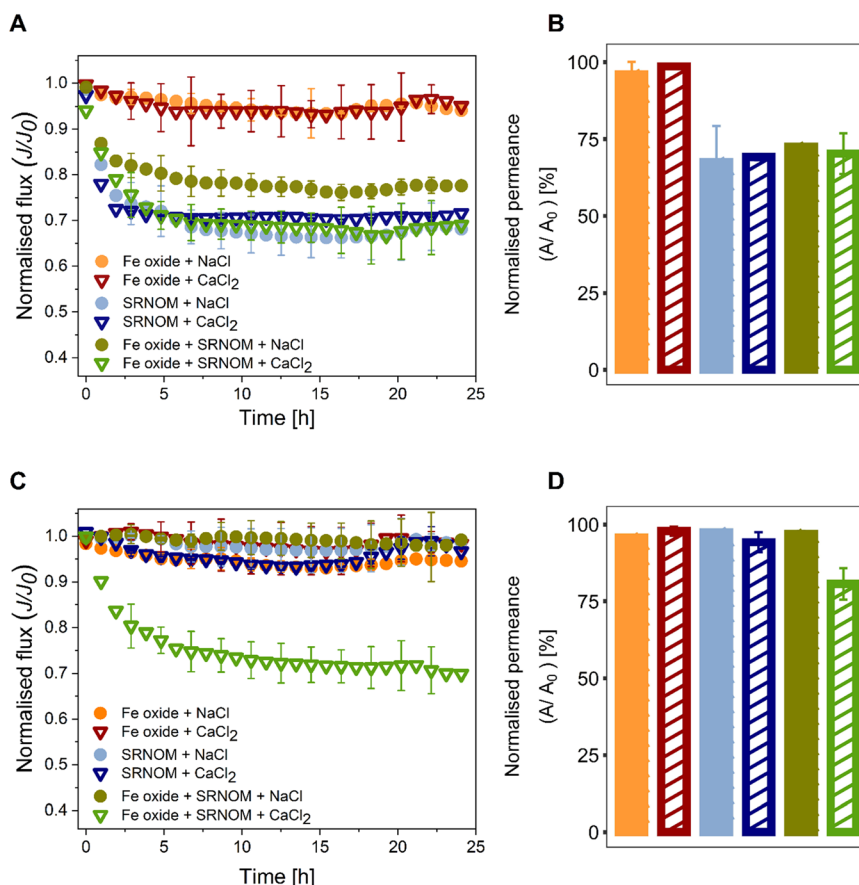 A
Normalised flux (J/J0)
1.0
0.9
0.8
0.7
0.6
0.5
0.4
Fe oxide + NaCl
Fe oxide + CaCl2
SRNOM + NaCl
SRNOM + CaCl2
Fe oxide + SRNOM + NaCl
Fe oxide + SRNOM + CaCl2
0 5 10 15 20 25
Time [h]
B
Normalised permeance
(A/ A0 ) [%]
100
75
50
25
0
C
Normalised flux (J/J0)
1.0
0.9
0.8
0.7
0.6
0.5
0.4
Fe oxide + NaCl
Fe oxide + CaCl2
SRNOM + NaCl
SRNOM + CaCl2
Fe oxide + SRNOM + NaCl
Fe oxide + SRNOM + CaCl2
0 5 10 15 20 25
Time [h]
D
Normalised permeance
(A/ A0 ) [%]
100
75
50
25
0